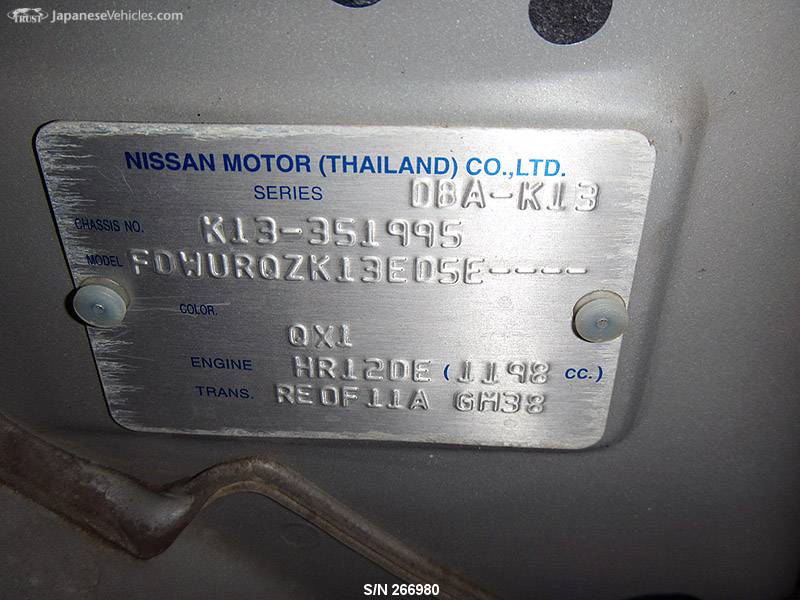 TRUST JapaneseVehicles.com
NISSAN MOTOR (THAILAND) CO.,LTD.
SERIES DBA-K13
CHASSIS NO. K13-351995
MODEL FDWURQZK13EDSE----
COLOR.
QX1
ENGINE HR12DE (1198 CC.)
TRANS. RE0F11A GM38
S/N 266980